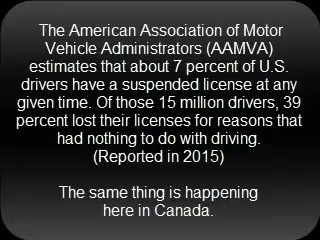 The American Association of Motor
Vehicle Administrators (AAMVA)
estimates that about 7 percent of U.S.
drivers have a suspended license at any
given time. Of those 15 million drivers, 39
percent lost their licenses for reasons that
had nothing to do with driving.
(Reported in 2015)
The same thing is happening
here in Canada.